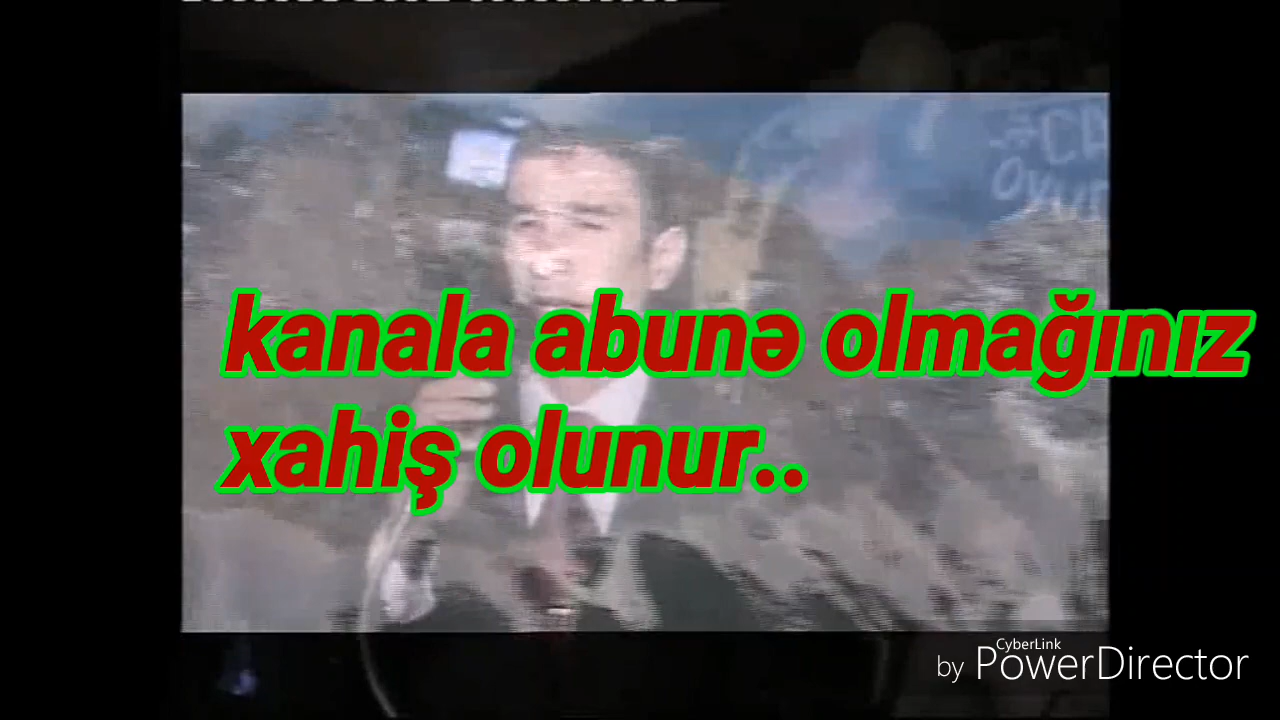 kanala abunə olmağınız
xahiş olunur..
CyberLink
by PowerDirector